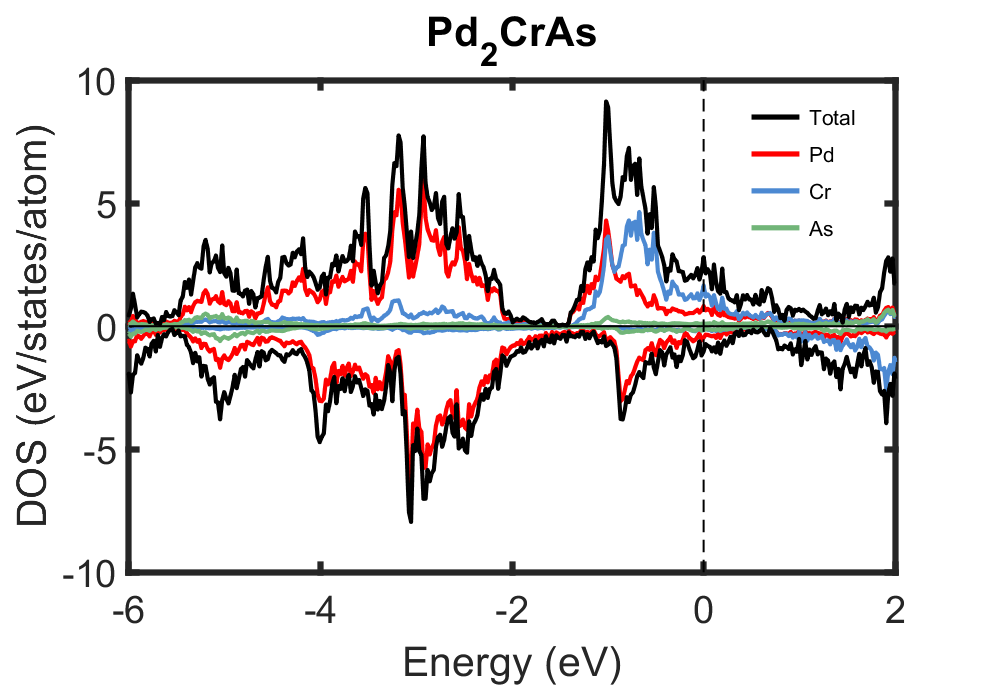 Pd2CrAs
DOS (eV/states/atom)
10
5
0
-5
-10
Total
Pd
Cr
As
-6 -4 -2 0 2
Energy (eV)